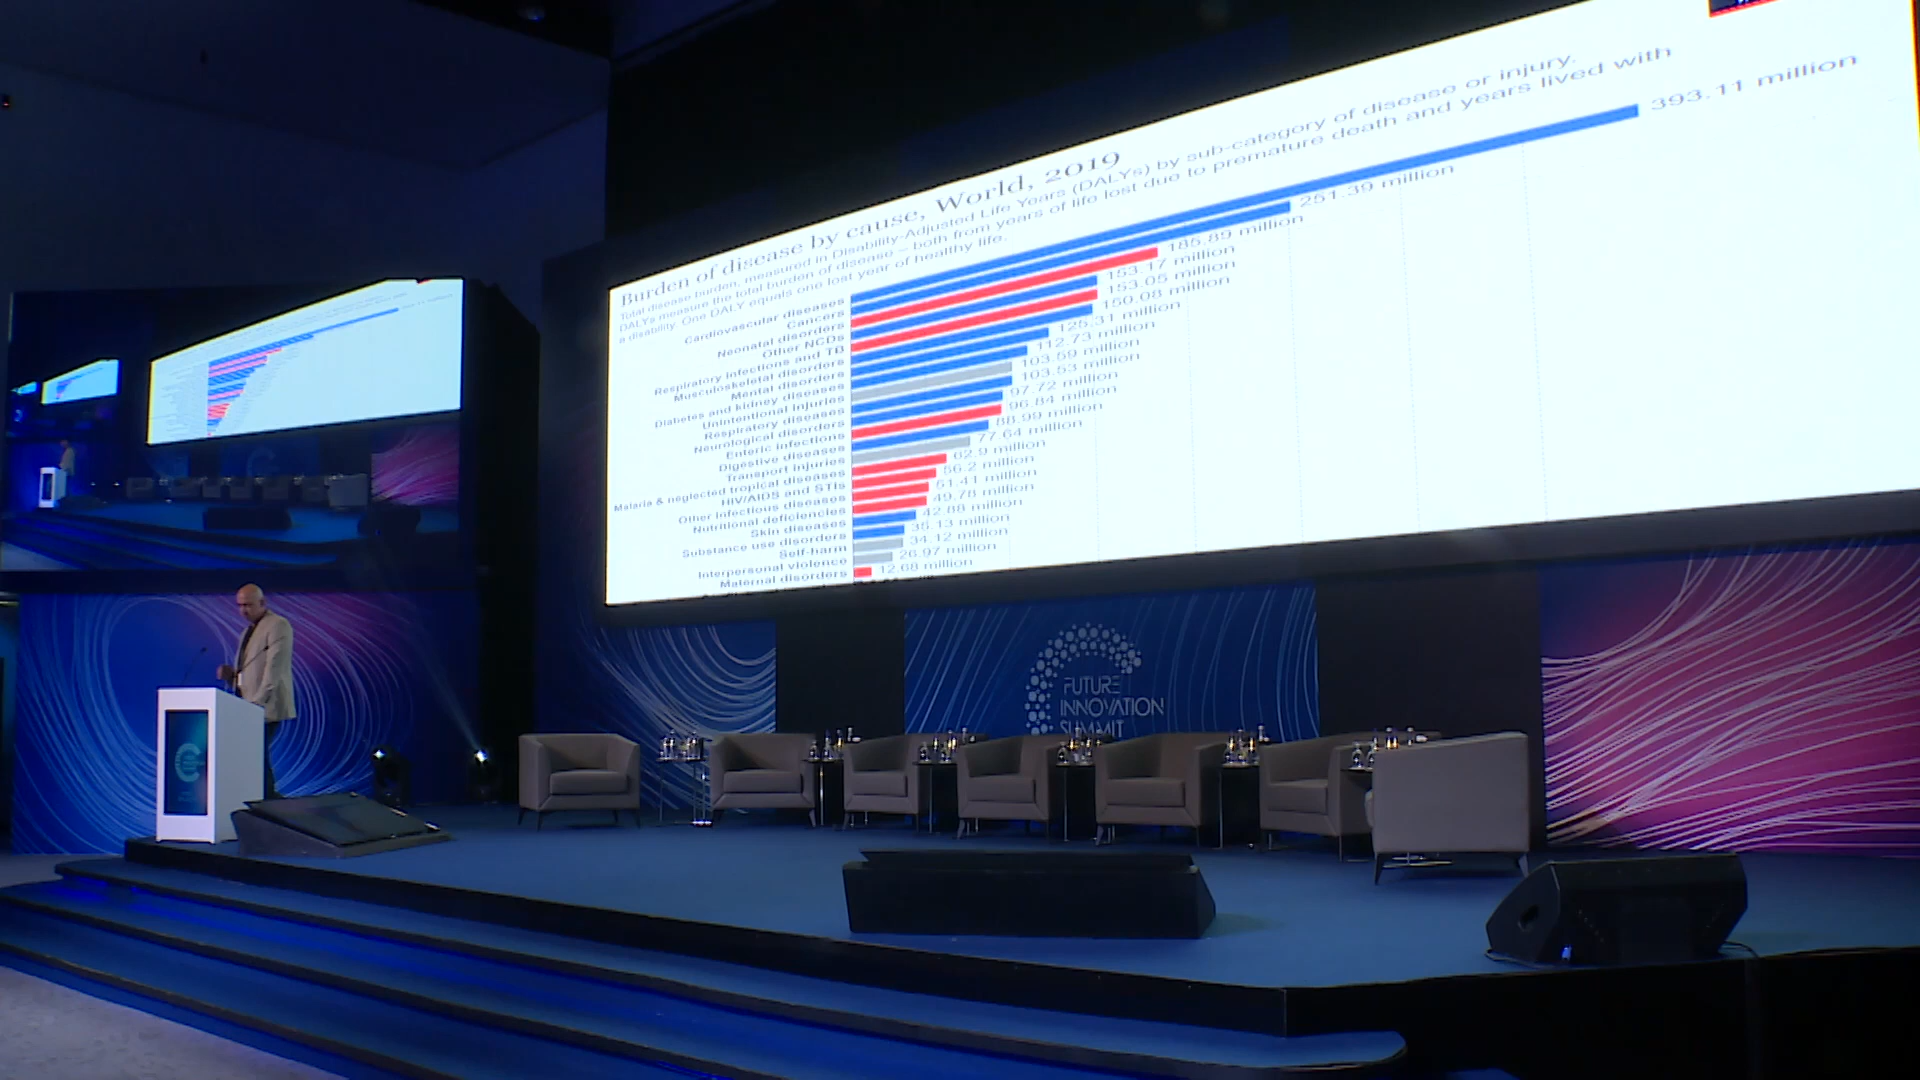 Burden of disease by cause, World, 2019
Total disease burden, measured in Disability-Adjusted Life Years (DALYs) by sub-category of disease or injury.
DALYs measure the total burden of disease – both from years of life lost due to premature death and years lived with
a disability. One DALY equals one lost year of healthy life.
Cardiovascular diseases 393.11 million
Cancers 251.39 million
Neonatal disorders 185.89 million
Other NCDs 153.17 million
Respiratory infections and TB 153.05 million
Musculoskeletal disorders 150.08 million
Mental disorders 125.31 million
Diabetes and kidney diseases 112.73 million
Unintentional injuries 103.59 million
Respiratory diseases 103.53 million
Neurological disorders 97.72 million
Enteric infections 96.84 million
Digestive diseases 88.99 million
Transport injuries 77.64 million
Malaria & neglected tropical diseases 62.9 million
HIV/AIDS and STIs 56.2 million
Other infectious diseases 51.41 million
Nutritional deficiencies 49.78 million
Skin diseases 42.88 million
Substance use disorders 35.13 million
Self-harm 34.12 million
Interpersonal violence 26.97 million
Maternal disorders 12.68 million
FUTURE
INNOVATION
SUMMIT